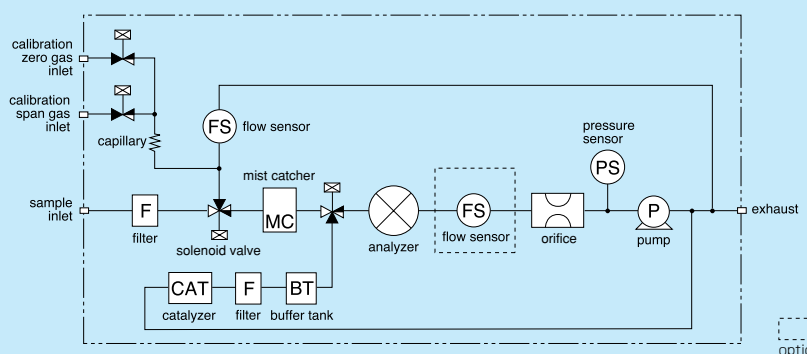 calibration
zero gas
inlet
calibration
span gas
inlet
capillary
FS
flow sensor
pressure
sensor
PS
mist catcher
sample
inlet
F
filter
solenoid valve
MC
analyzer
FS
flow sensor
orifice
P
pump
exhaust
CAT
catalyzer
F
filter
BT
buffer tank